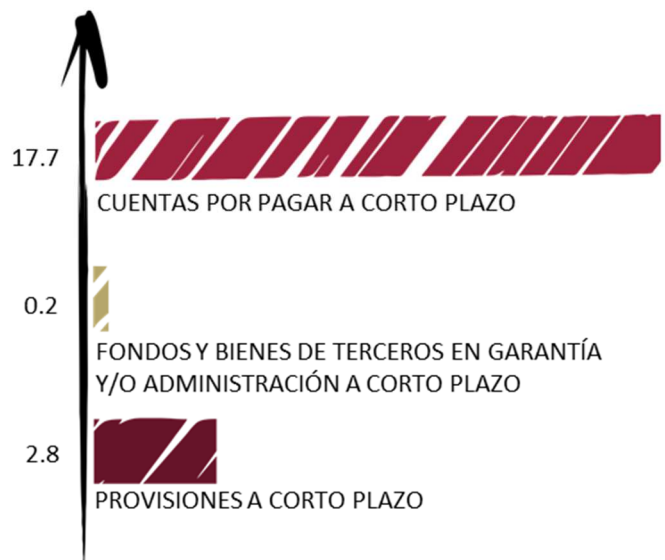 17.7
CUENTAS POR PAGAR A CORTO PLAZO
0.2
FONDOS Y BIENES DE TERCEROS EN GARANTÍA
Y/O ADMINISTRACIÓN A CORTO PLAZO
2.8
PROVISIONES A CORTO PLAZO